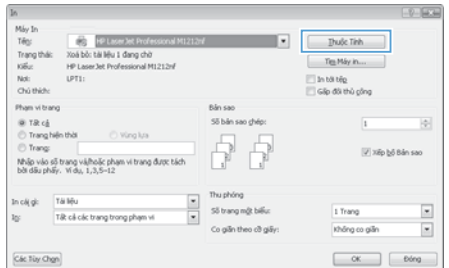 In
Máy In
Tên: HP LaserJet Professional M1212nf
Thuộc Tính
Trạng thái: Xoá bỏ: tài liệu 1 đang chờ
Tìm Máy in...
Kiểu: HP LaserJet Professional M1212nf
Nơi: LPT1:
In tới tệp
Chú thích:
Gấp đôi thủ công
Phạm vi trang
Tất cả
Trang hiện thời
Vùng lựa
Trang:
Nhập vào số trang và/hoặc phạm vi trang được tách
bởi dấu phẩy. Ví dụ, 1,3,5-12
Bản sao
Số bản sao ghép: 1
Xếp bộ Bản sao
In cái gì: Tài liệu
In: Tất cả các trang trong phạm vi
Thu phóng
Số trang một biểu: 1 Trang
Co giãn theo cỡ giấy: Không co giãn
Các Tùy Chọn
OK
Đóng